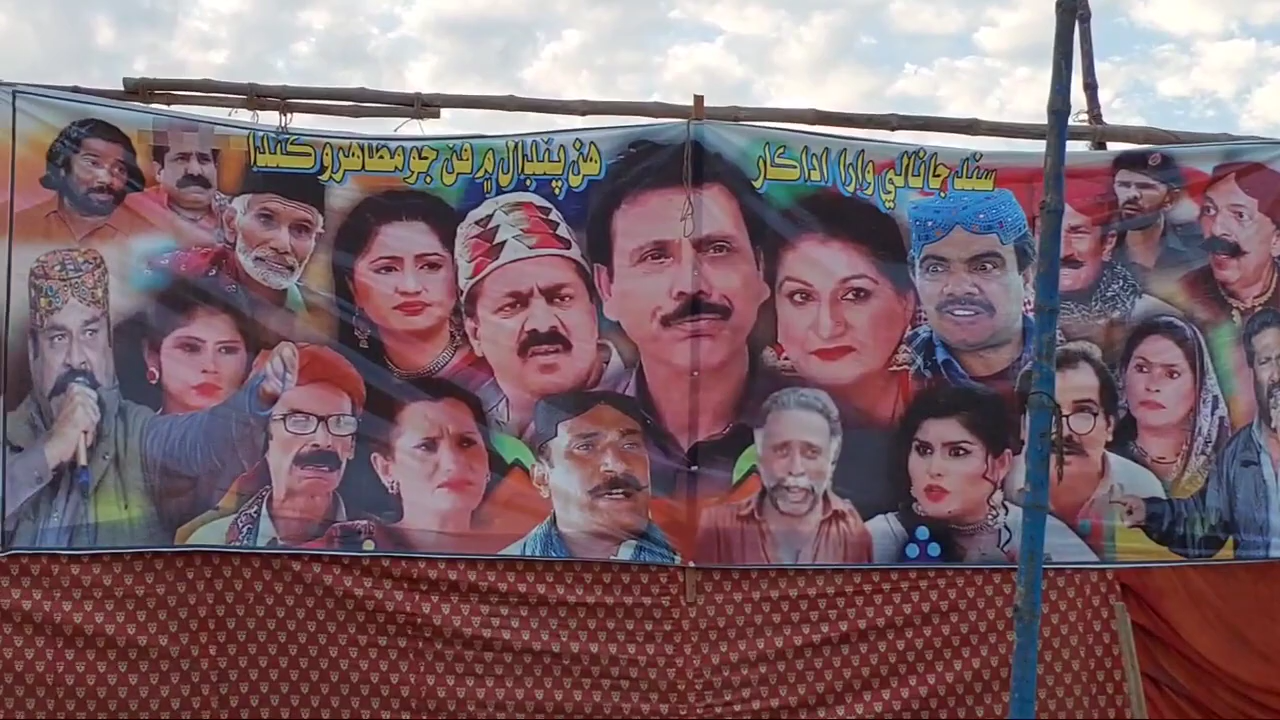 سنڌ جا نالي وارا اداڪار
هن پنڊال ۾ فن جو مظاهرو ڪندا